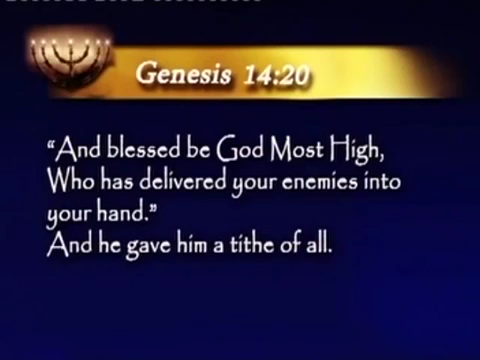 Genesis 14:20
“And blessed be God Most High,
Who has delivered your enemies into
your hand.”
And he gave him a tithe of all.